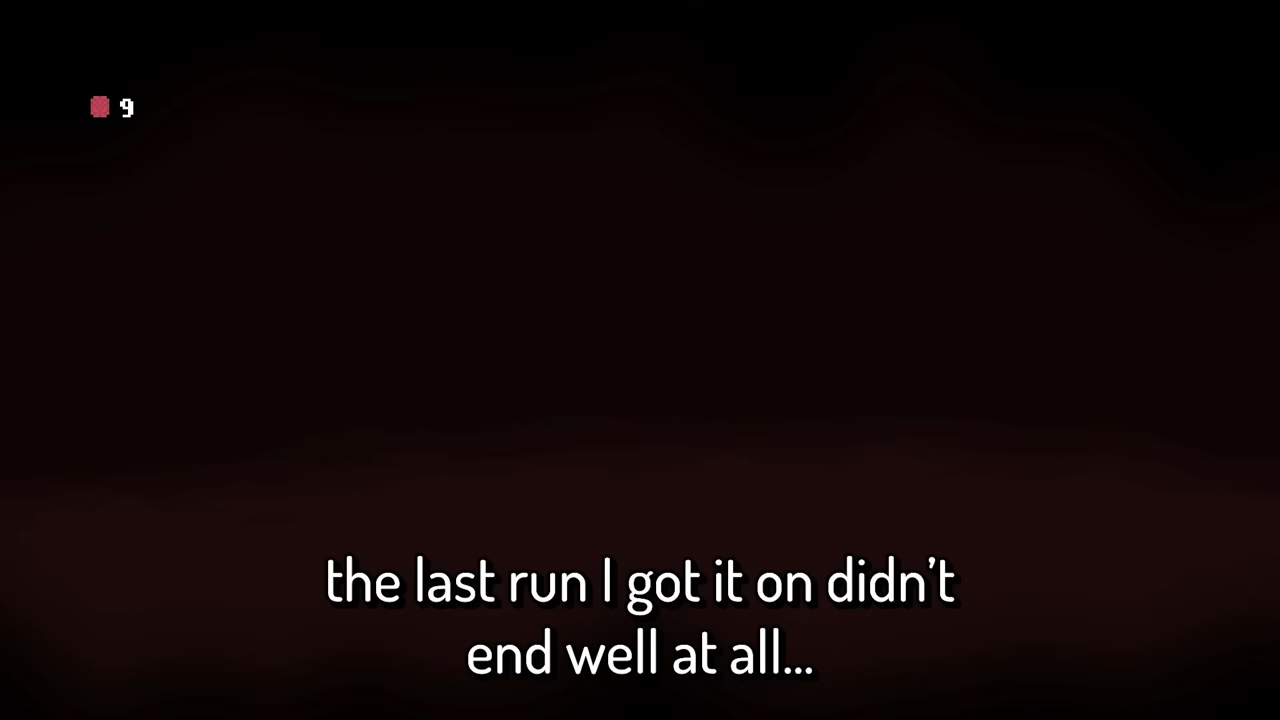 9
the last run I got it on didn’t
end well at all...